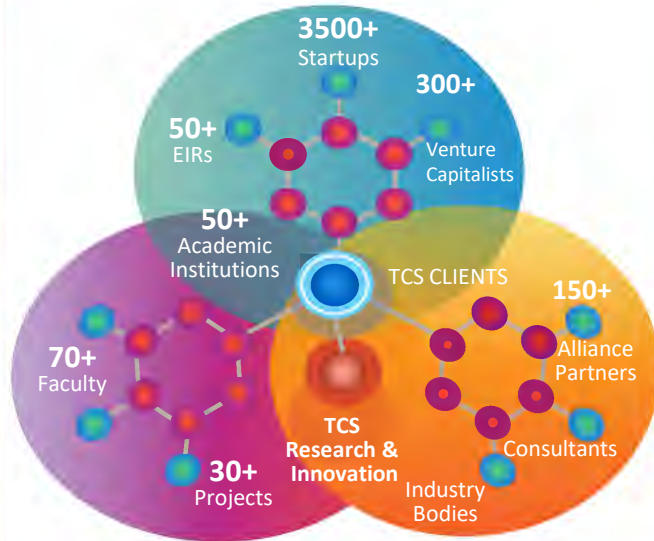 3500+
Startups
300+
Venture
Capitalists
50+
EIRs
50+
Academic
Institutions
TCS CLIENTS
150+
Alliance
Partners
70+
Faculty
Consultants
TCS
Research &
Innovation
30+
Projects
Industry
Bodies